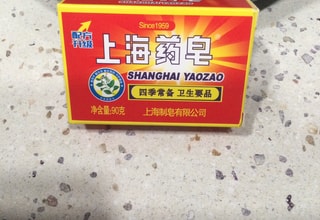 Since1959
配方
升级
上海药皂
SHANGHAI YAOZAO
四季常备 卫生要品
净含量:90克
上海制皂有限公司